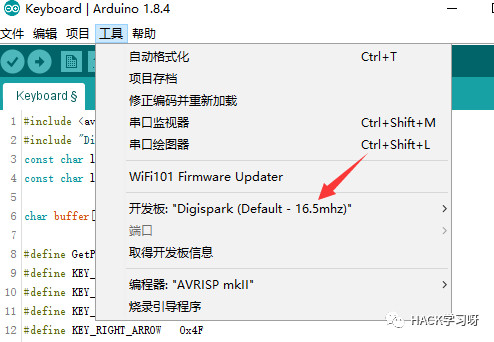 Keyboard | Arduino 1.8.4
文件 编辑 项目 工具 帮助
自动格式化 Ctrl+T
项目存档
修正编码并重新加载
串口监视器 Ctrl+Shift+M
串口绘图器 Ctrl+Shift+L
WiFi101 Firmware Updater
开发板: "Digispark (Default - 16.5mhz)"
端口
取得开发板信息
编程器: "AVRISP mkII"
烧录引导程序
Keyboard §
1 #include <av
2 #include "Di
3 const char l
4 const char l
5
6 char buffer[
7
8 #define GetP
9 #define KEY_
10 #define KEY_
11 #define KEY_
12 #define KEY_RIGHT_ARROW 0x4F
HACK学习呀